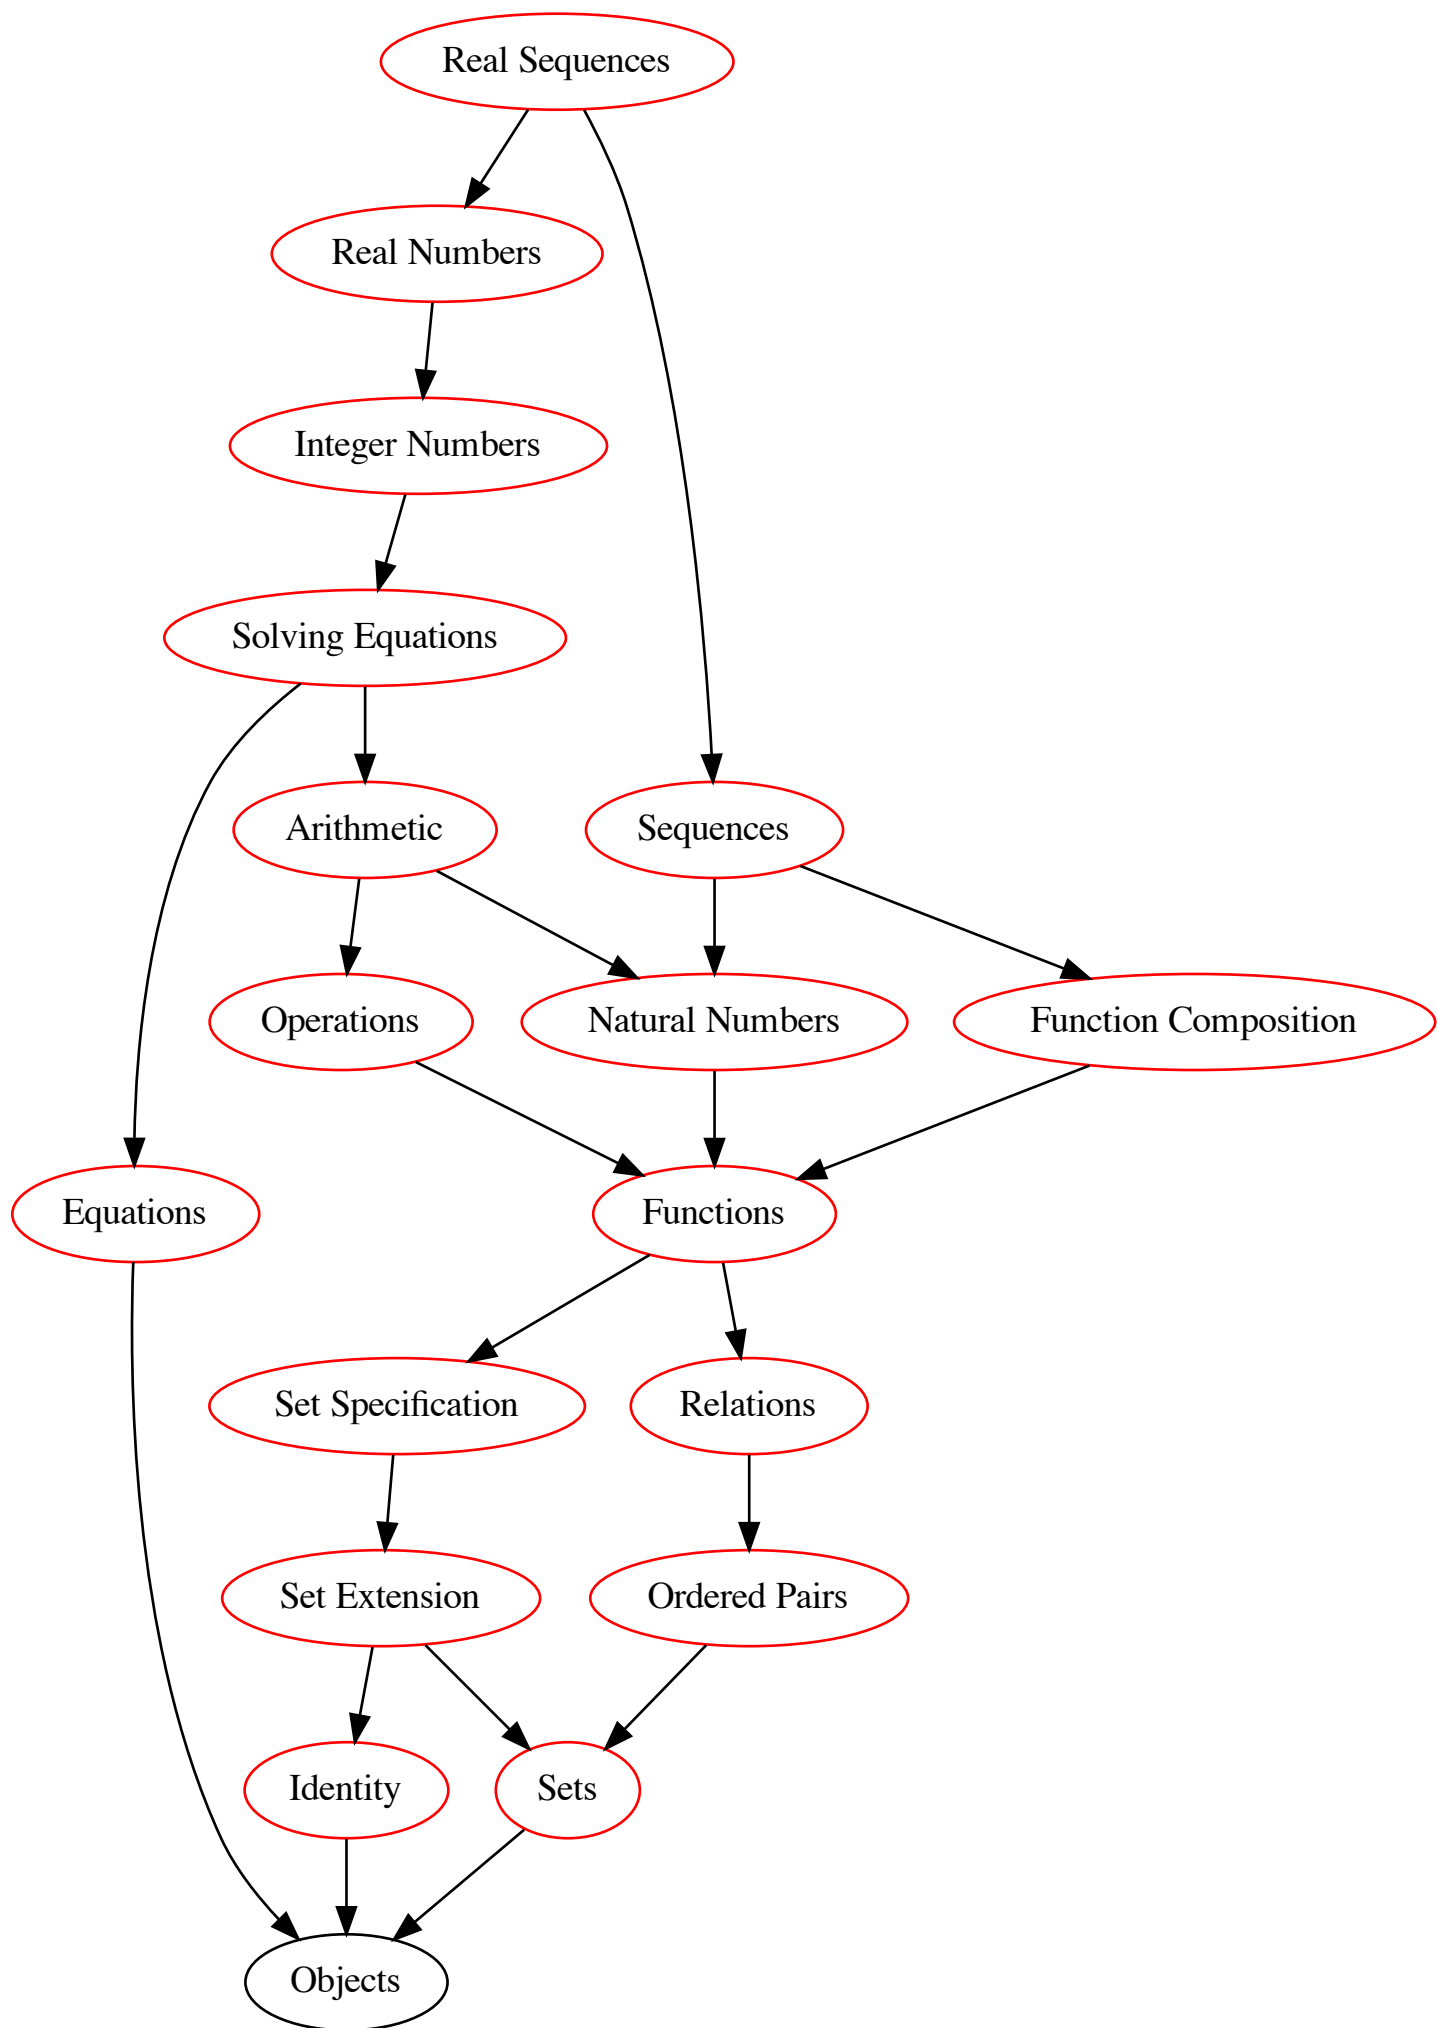 Real Sequences
Real Numbers
Integer Numbers
Solving Equations
Arithmetic
Sequences
Operations
Natural Numbers
Function Composition
Equations
Functions
Set Specification
Relations
Set Extension
Ordered Pairs
Identity
Sets
Objects